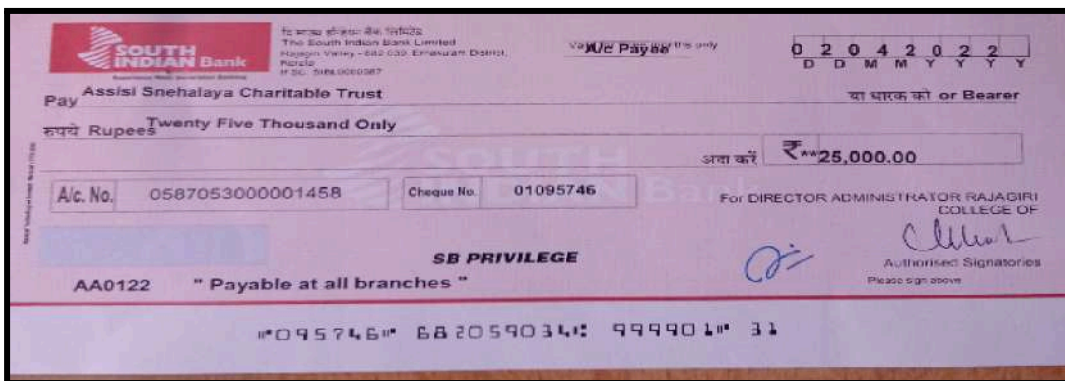 SOUTH
INDIAN Bank
The South Indian Bank Limited
Kerala
A/c Payee only
0 2 0 4 2 0 2 2
D D M M Y Y Y Y
Pay Assisi Snehalaya Charitable Trust या धारक को or Bearer
रुपये Rupees Twenty Five Thousand Only
अदा करें ₹ **25,000.00
A/c. No. 0587053000001458 Cheque No. 01095746
For DIRECTOR ADMINISTRATOR RAJAGIRI
COLLEGE OF
SB PRIVILEGE
Authorised Signatories
Please sign above
AA0122 " Payable at all branches "
⑈095746⑈ 682059034⑆ 999901⑈ 31